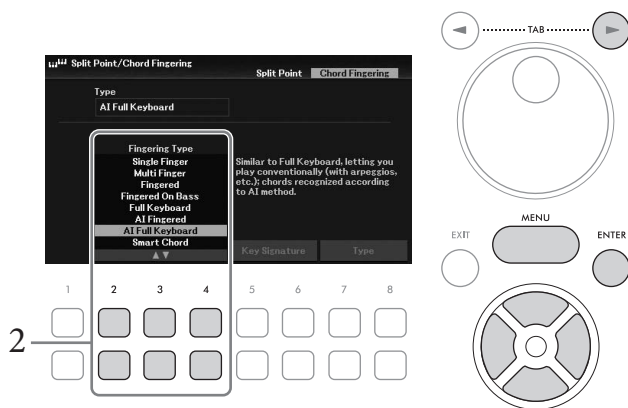 TAB
Split Point/Chord Fingering
Split Point Chord Fingering
Type
AI Full Keyboard
Fingering Type
Single Finger
Multi Finger
Fingered
Fingered On Bass
Full Keyboard
AI Fingered
AI Full Keyboard
Smart Chord
Similar to Full Keyboard, letting you
play conventionally (with arpeggios,
etc.); chords recognized according
to AI method.
Key Signature Type
MENU
EXIT ENTER
1 2 3 4 5 6 7 8
2